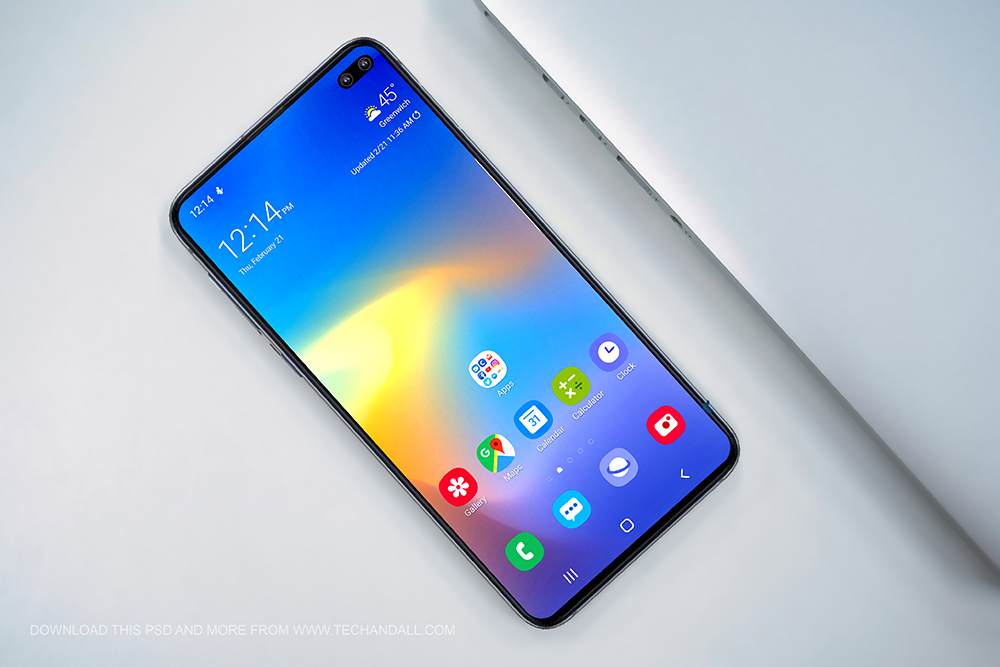 45°
Greenwich
Updated 2/21 11:36 AM
12:14
12:14 PM
Thu, February 21
Apps
Clock
Calculator
31
Calendar
G
Maps
Gallery
DOWNLOAD THIS PSD AND MORE FROM WWW.TECHANDALL.COM